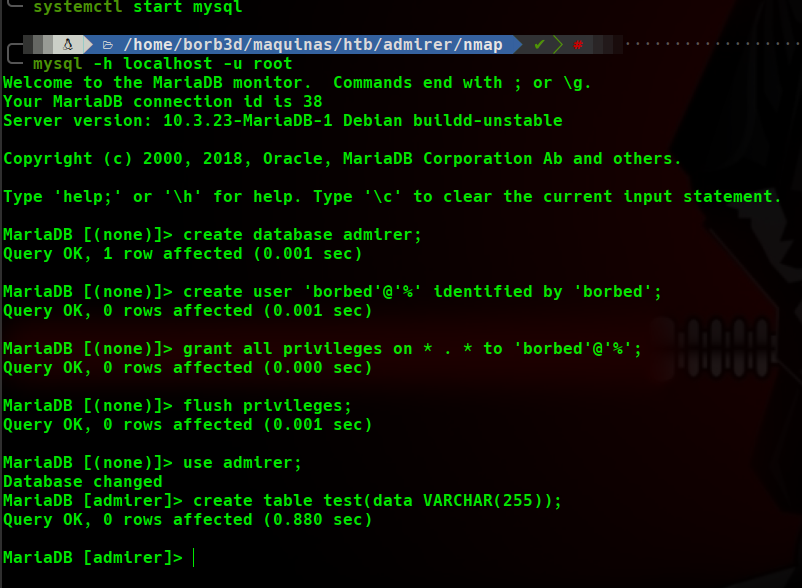 systemctl start mysql
/home/borb3d/maquinas/htb/admirer/nmap ✔ #
mysql -h localhost -u root
Welcome to the MariaDB monitor.  Commands end with ; or \g.
Your MariaDB connection id is 38
Server version: 10.3.23-MariaDB-1 Debian buildd-unstable
Copyright (c) 2000, 2018, Oracle, MariaDB Corporation Ab and others.
Type 'help;' or '\h' for help. Type '\c' to clear the current input statement.
MariaDB [(none)]> create database admirer;
Query OK, 1 row affected (0.001 sec)
MariaDB [(none)]> create user 'borbed'@'%' identified by 'borbed';
Query OK, 0 rows affected (0.001 sec)
MariaDB [(none)]> grant all privileges on * . * to 'borbed'@'%';
Query OK, 0 rows affected (0.000 sec)
MariaDB [(none)]> flush privileges;
Query OK, 0 rows affected (0.001 sec)
MariaDB [(none)]> use admirer;
Database changed
MariaDB [admirer]> create table test(data VARCHAR(255));
Query OK, 0 rows affected (0.880 sec)
MariaDB [admirer]>